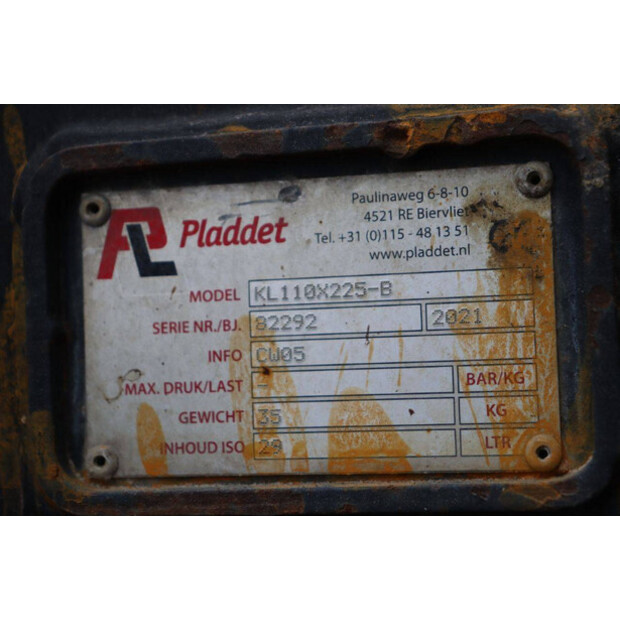 PL Pladdet
Paulinaweg 6-8-10
4521 RE Biervliet
Tel. +31 (0)115 - 48 13 51
www.pladdet.nl
MODEL KL110X225-B
SERIE NR./BJ. 82292 2021
INFO CW05
MAX. DRUK/LAST - BAR/KG
GEWICHT 35 KG
INHOUD ISO 29 LTR